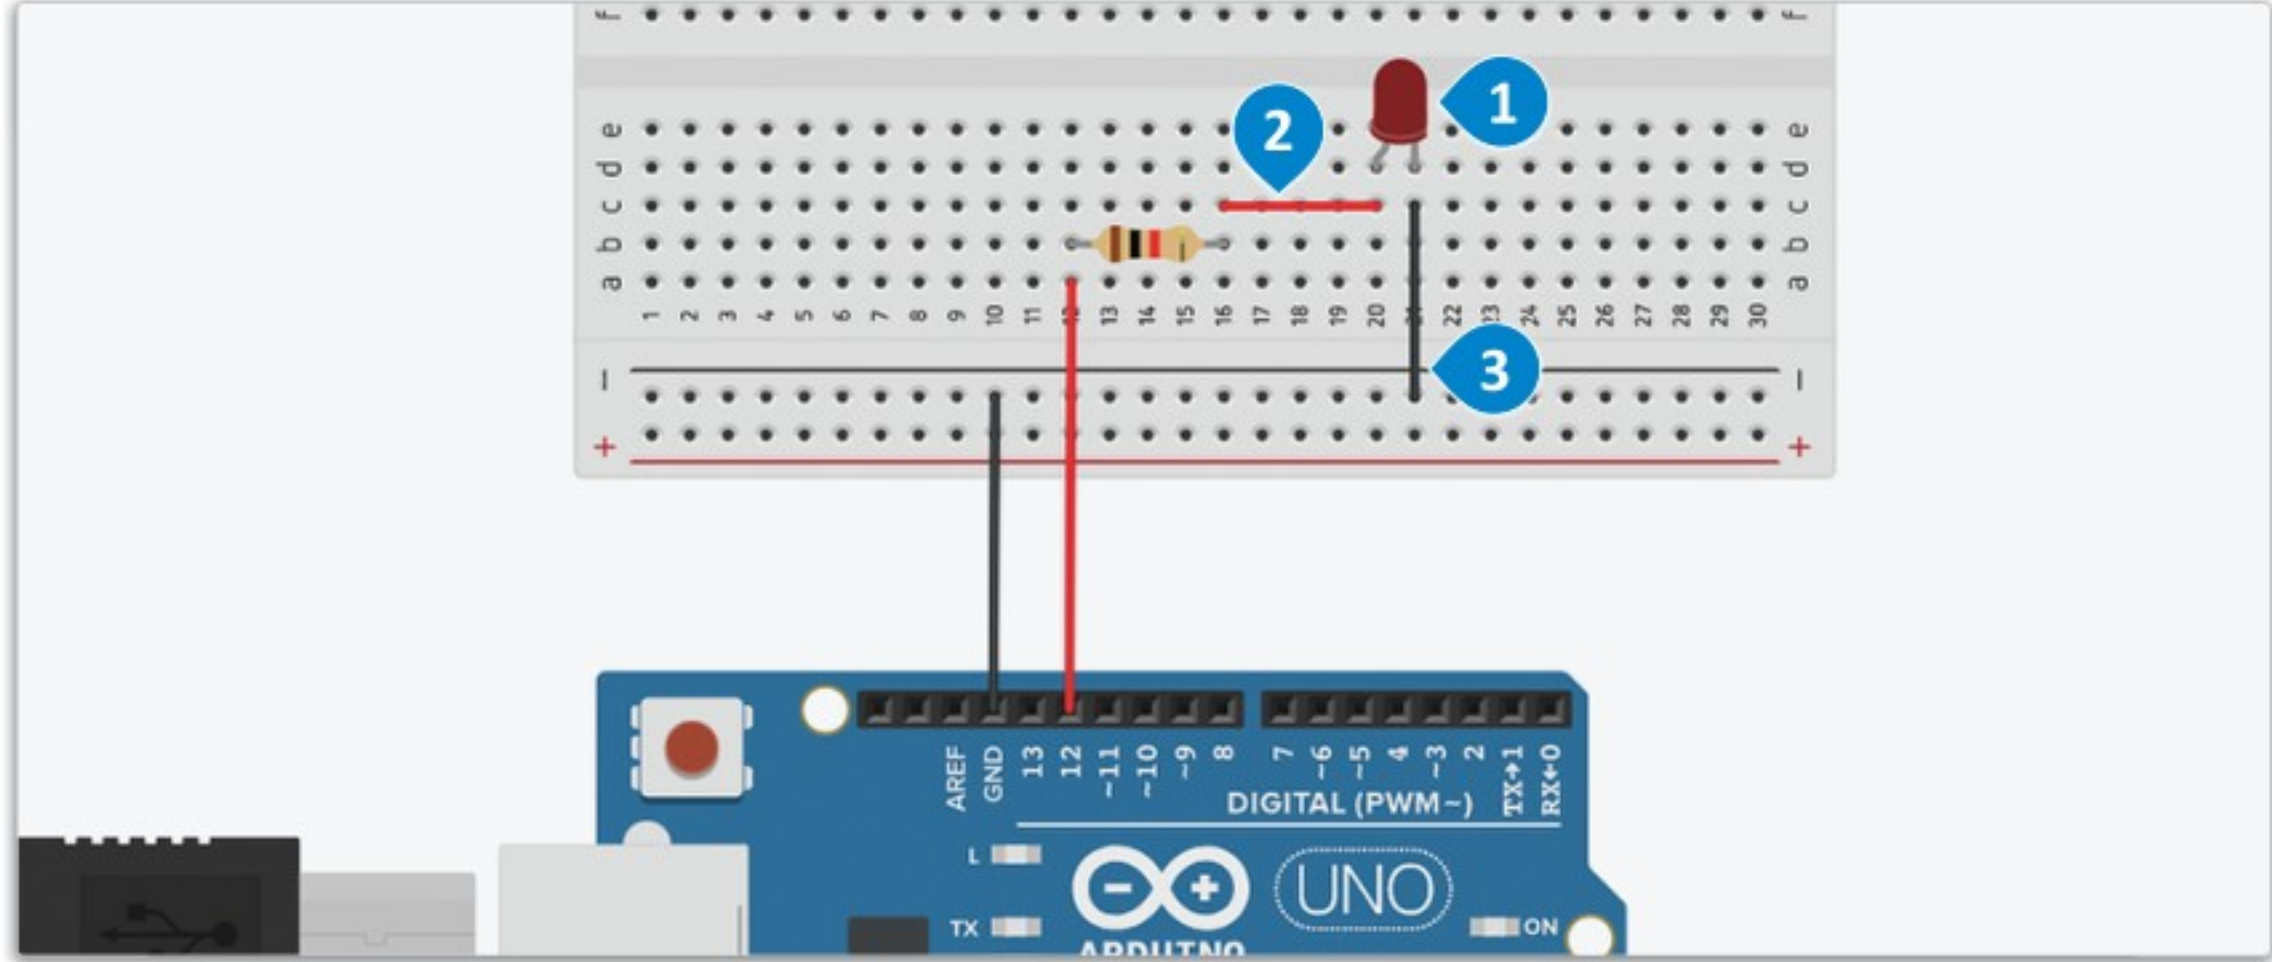 f f
1
2
e e
d d
c c
b b
a a
1 2 3 4 5 6 7 8 9 10 11 12 13 14 15 16 17 18 19 20 21 22 23 24 25 26 27 28 29 30
− −
3
+ +
AREF GND 13 12 ~11 ~10 ~9 8 7 ~6 ~5 4 ~3 2 TX→1 RX←0
DIGITAL (PWM~)
L
UNO
TX
ON
ARDUINO